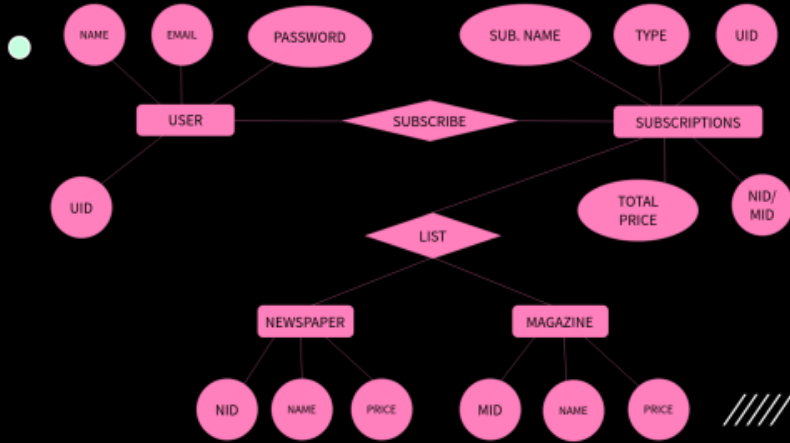 NAME
EMAIL
PASSWORD
SUB. NAME
TYPE
UID
USER
SUBSCRIBE
SUBSCRIPTIONS
UID
TOTAL
PRICE
NID/
MID
LIST
NEWSPAPER
MAGAZINE
NID
NAME
PRICE
MID
NAME
PRICE